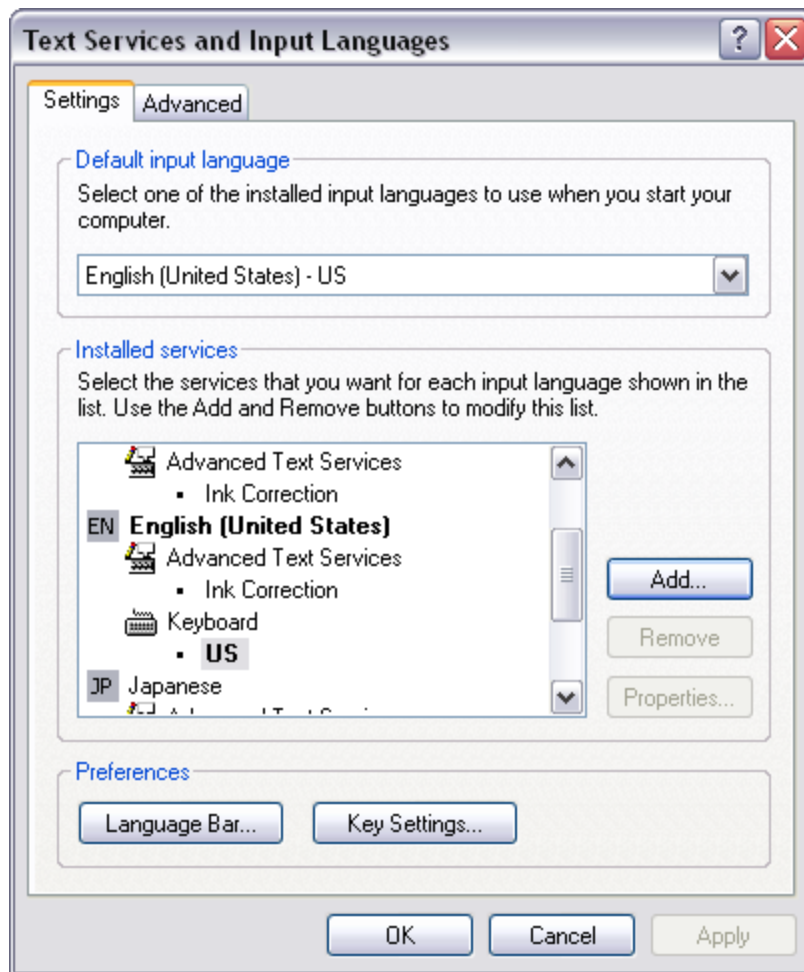 Text Services and Input Languages
Settings
Advanced
Default input language
Select one of the installed input languages to use when you start your
computer.
English (United States) - US
Installed services
Select the services that you want for each input language shown in the
list. Use the Add and Remove buttons to modify this list.
Advanced Text Services
• Ink Correction
EN English (United States)
Advanced Text Services
• Ink Correction
Keyboard
• US
JP Japanese
Add...
Remove
Properties...
Preferences
Language Bar...
Key Settings...
OK
Cancel
Apply